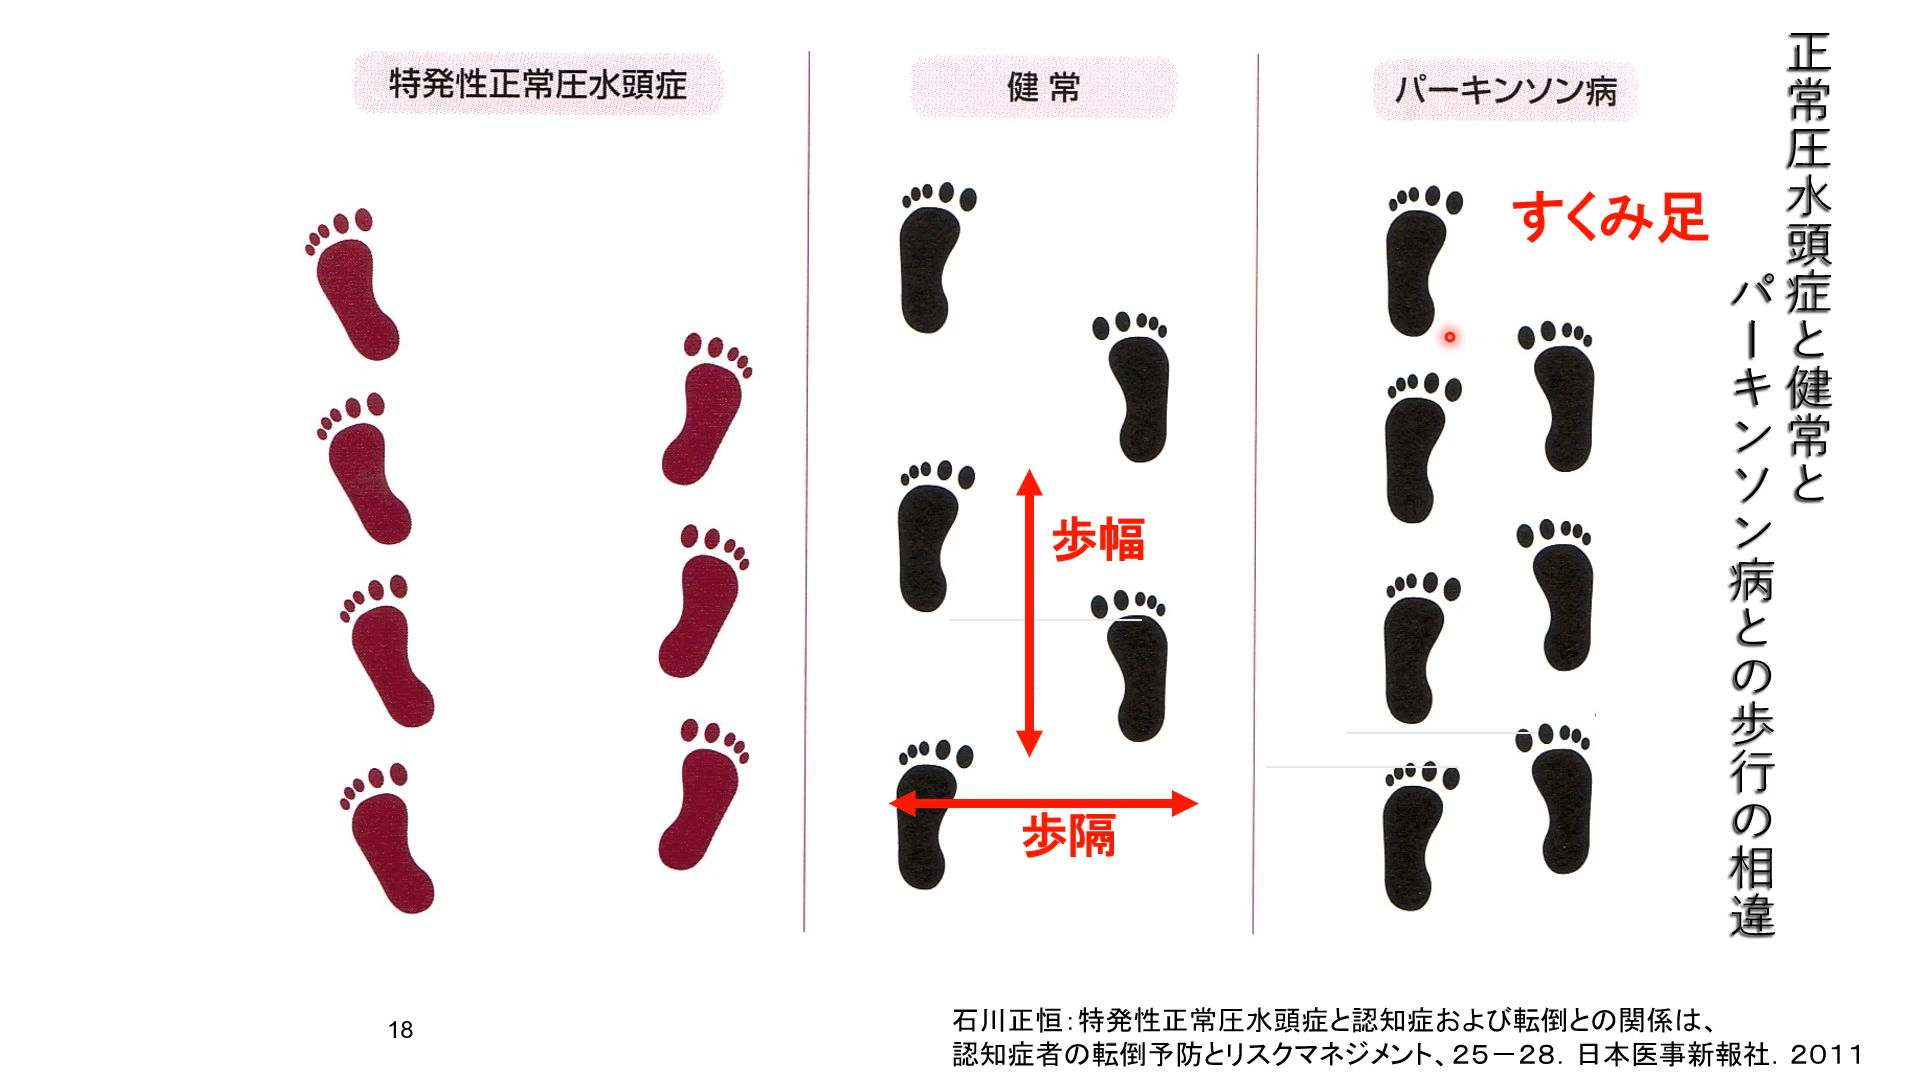 正常圧水頭症と健常と
パーキンソン病との歩行の相違
特発性正常圧水頭症
健常
パーキンソン病
すくみ足
歩幅
歩隔
18
石川正恒：特発性正常圧水頭症と認知症および転倒との関係は、
認知症者の転倒予防とリスクマネジメント、２５－２８．日本医事新報社．２０１１